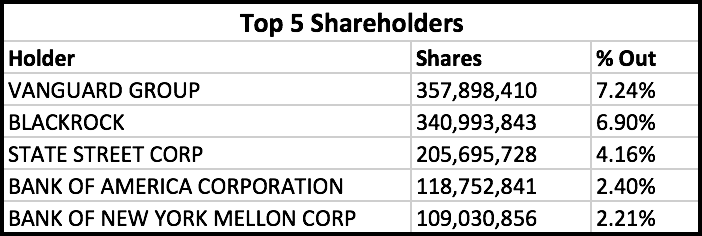 Top 5 Shareholders
Holder Shares % Out
VANGUARD GROUP 357,898,410 7.24%
BLACKROCK 340,993,843 6.90%
STATE STREET CORP 205,695,728 4.16%
BANK OF AMERICA CORPORATION 118,752,841 2.40%
BANK OF NEW YORK MELLON CORP 109,030,856 2.21%